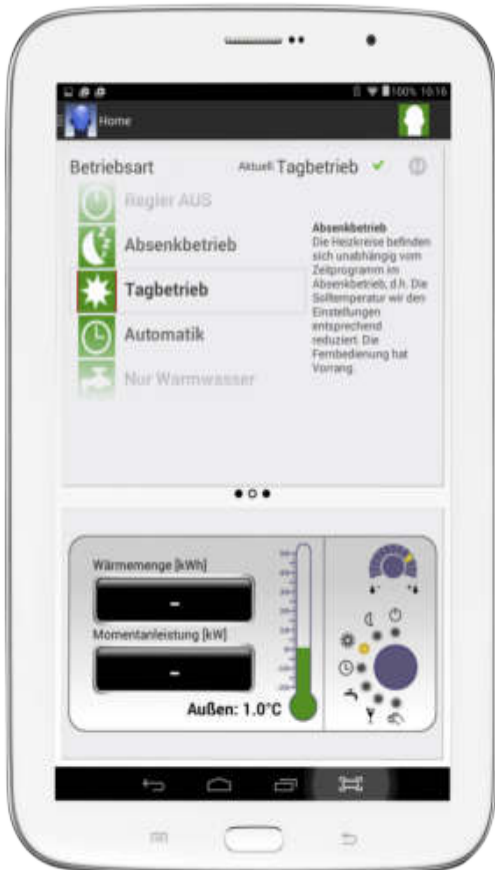 100% 10:16
Home
Betriebsart
Aktuell Tagbetrieb
Regler AUS
Absenkbetrieb
Tagbetrieb
Automatik
Nur Warmwasser
Absenkbetrieb
Die Heizkreise befinden
sich unabhängig vom
Zeitprogramm im
Absenkbetrieb, d.h. Die
Solltemperatur wir den
Einstellungen
entsprechend
reduziert. Die
Fernbedienung hat
Vorrang.
Wärmemenge [kWh]
-
Momentanleistung [kW]
-
Außen: 1.0°C